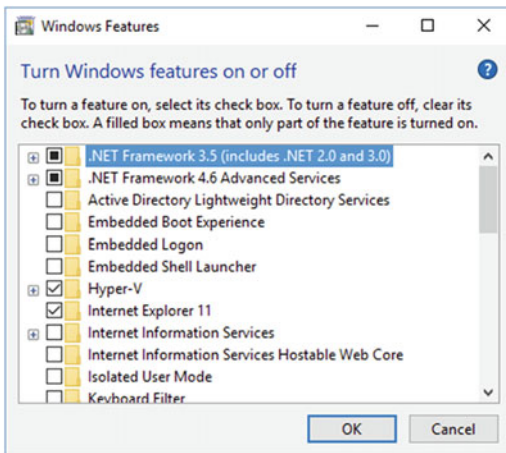 Windows Features
Turn Windows features on or off
To turn a feature on, select its check box. To turn a feature off, clear its
check box. A filled box means that only part of the feature is turned on.
.NET Framework 3.5 (includes .NET 2.0 and 3.0)
.NET Framework 4.6 Advanced Services
Active Directory Lightweight Directory Services
Embedded Boot Experience
Embedded Logon
Embedded Shell Launcher
Hyper-V
Internet Explorer 11
Internet Information Services
Internet Information Services Hostable Web Core
Isolated User Mode
Keyboard Filter
OK Cancel